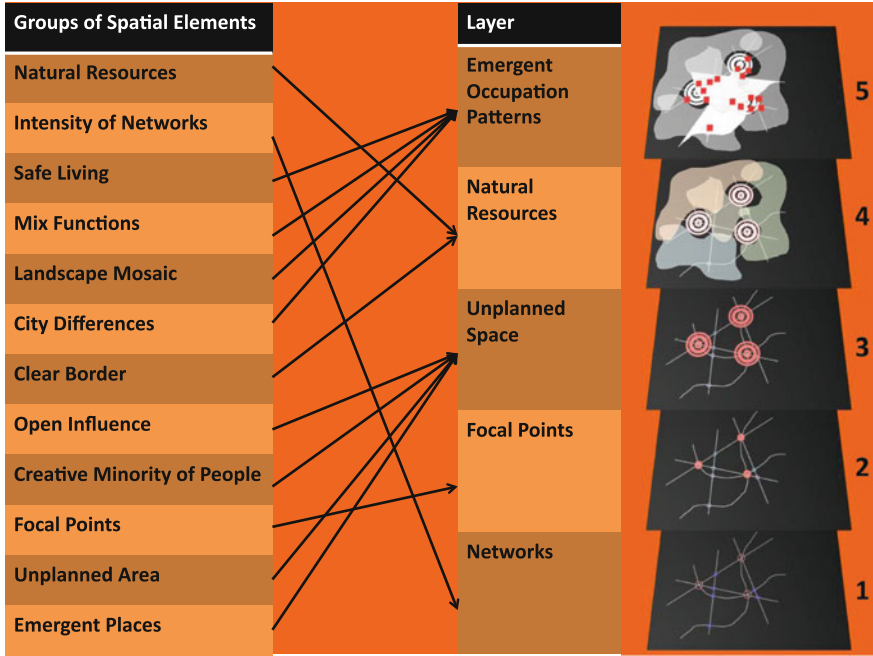 Groups of Spatial Elements
Natural Resources
Intensity of Networks
Safe Living
Mix Functions
Landscape Mosaic
City Differences
Clear Border
Open Influence
Creative Minority of People
Focal Points
Unplanned Area
Emergent Places
Layer
Emergent
Occupation
Patterns
Natural
Resources
Unplanned
Space
Focal Points
Networks
5
4
3
2
1